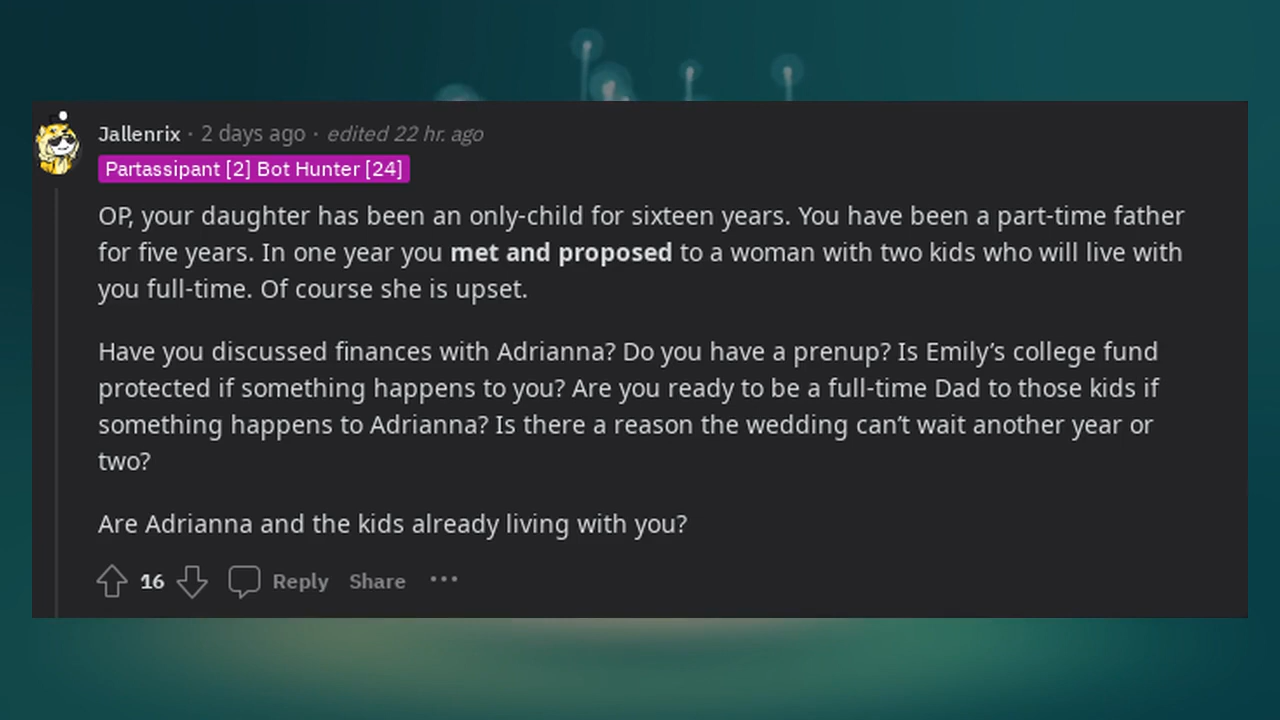 Jallenrix · 2 days ago · edited 22 hr. ago
Partassipant [2] Bot Hunter [24]
OP, your daughter has been an only-child for sixteen years. You have been a part-time father
for five years. In one year you met and proposed to a woman with two kids who will live with
you full-time. Of course she is upset.
Have you discussed finances with Adrianna? Do you have a prenup? Is Emily’s college fund
protected if something happens to you? Are you ready to be a full-time Dad to those kids if
something happens to Adrianna? Is there a reason the wedding can’t wait another year or
two?
Are Adrianna and the kids already living with you?
16 Reply Share •••